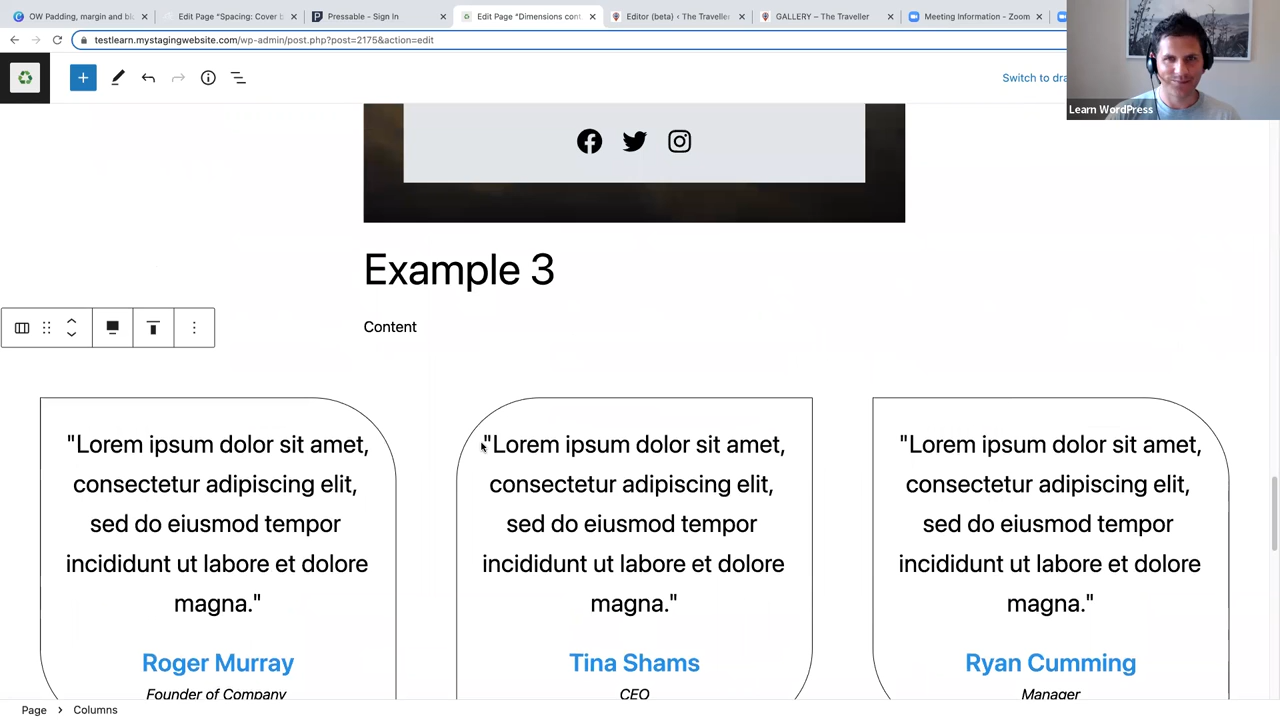 OW Padding, margin and bl
Edit Page "Spacing: Cover b
Pressable - Sign In
Edit Page "Dimensions cont
Editor (beta) ‹ The Traveller
GALLERY – The Traveller
Meeting Information - Zoom
testlearn.mystagingwebsite.com/wp-admin/post.php?post=2175&action=edit
Switch to dra
Learn WordPress
Example 3
Content
"Lorem ipsum dolor sit amet,
consectetur adipiscing elit,
sed do eiusmod tempor
incididunt ut labore et dolore
magna."
Roger Murray
Founder of Company
"Lorem ipsum dolor sit amet,
consectetur adipiscing elit,
sed do eiusmod tempor
incididunt ut labore et dolore
magna."
Tina Shams
CEO
"Lorem ipsum dolor sit amet,
consectetur adipiscing elit,
sed do eiusmod tempor
incididunt ut labore et dolore
magna."
Ryan Cumming
Manager
Page > Columns